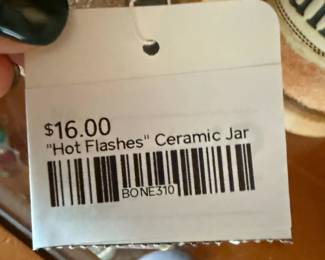 $16.00
"Hot Flashes" Ceramic Jar
BONE310